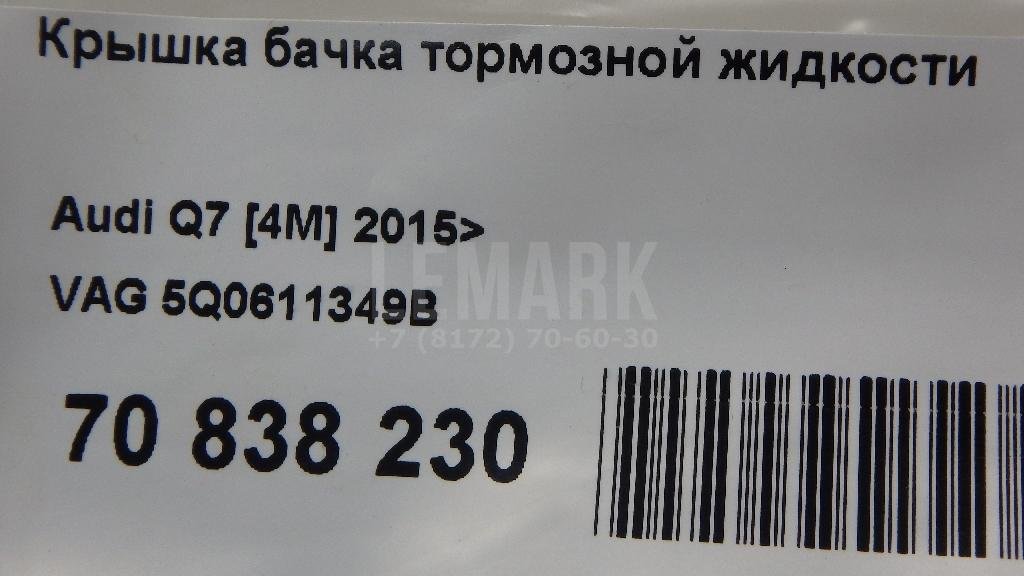 Крышка бачка тормозной жидкости
Audi Q7 [4M] 2015>
LEMARK
VAG 5Q0611349B
+7 (8172) 70-60-30
70 838 230